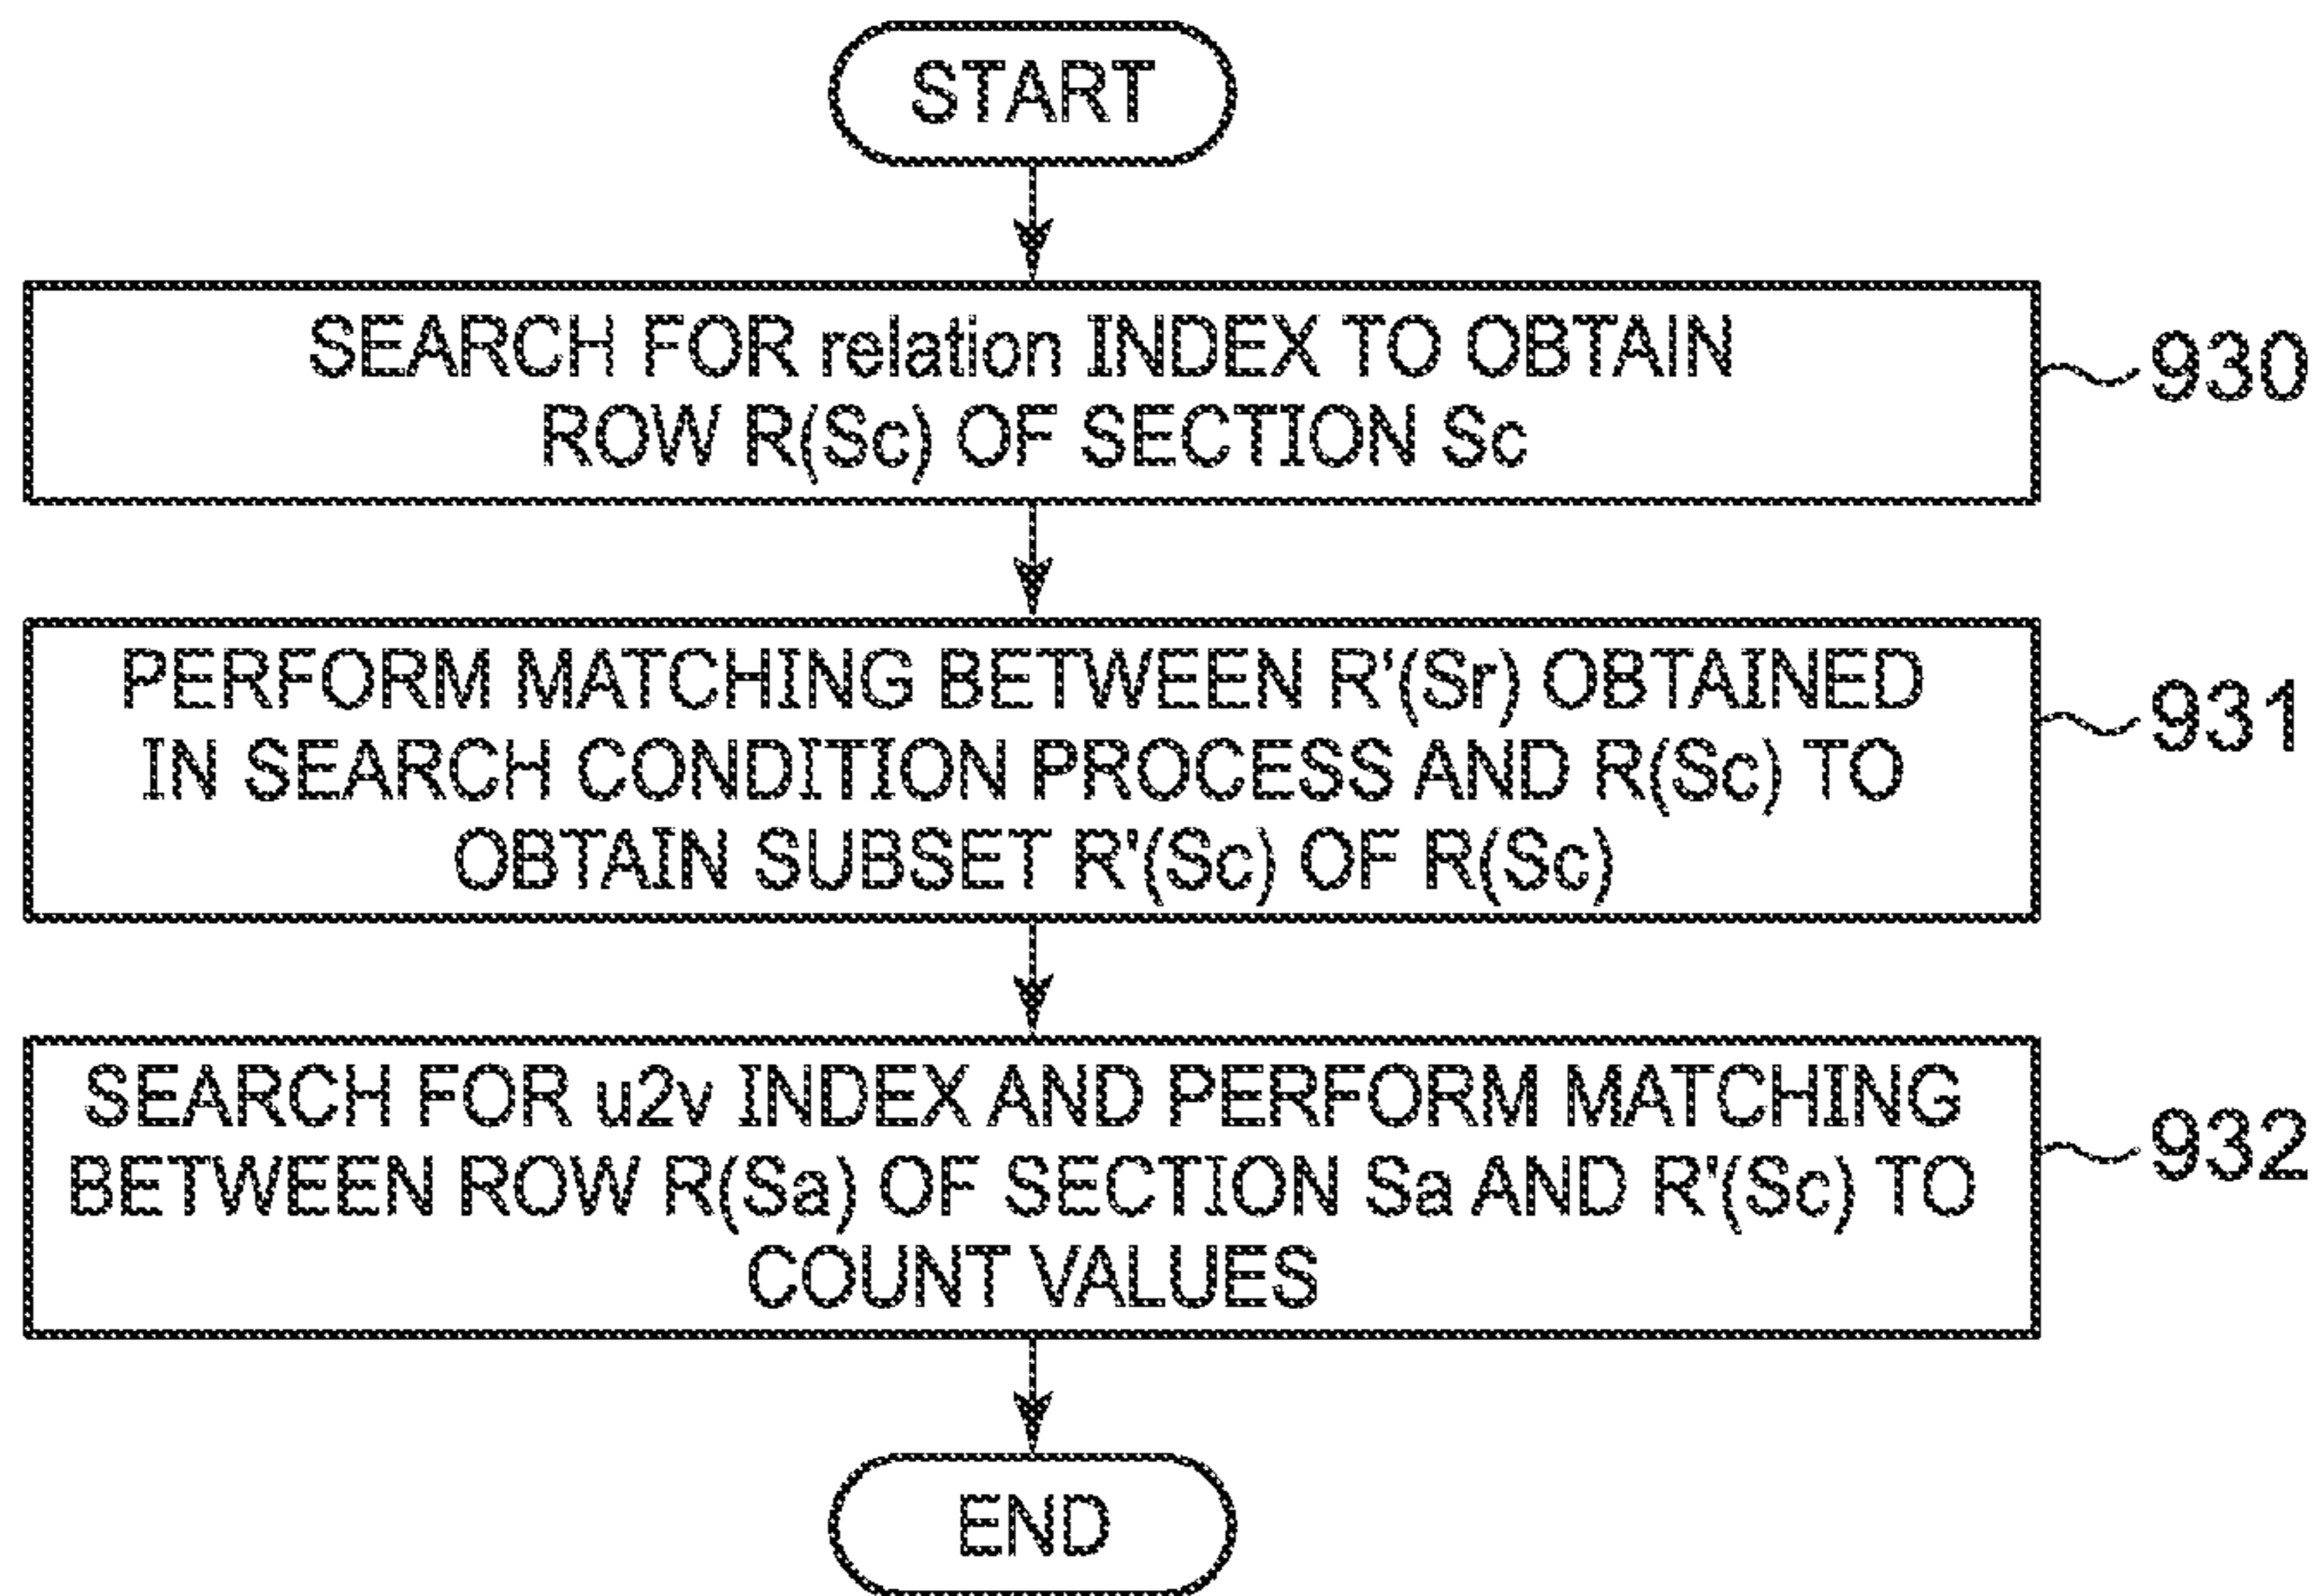 START
SEARCH FOR relation INDEX TO OBTAIN
ROW R(Sc) OF SECTION Sc
930
PERFORM MATCHING BETWEEN R'(Sr) OBTAINED
IN SEARCH CONDITION PROCESS AND R(Sc) TO
OBTAIN SUBSET R'(Sc) OF R(Sc)
931
SEARCH FOR u2v INDEX AND PERFORM MATCHING
BETWEEN ROW R(Sa) OF SECTION Sa AND R'(Sc) TO
COUNT VALUES
932
END